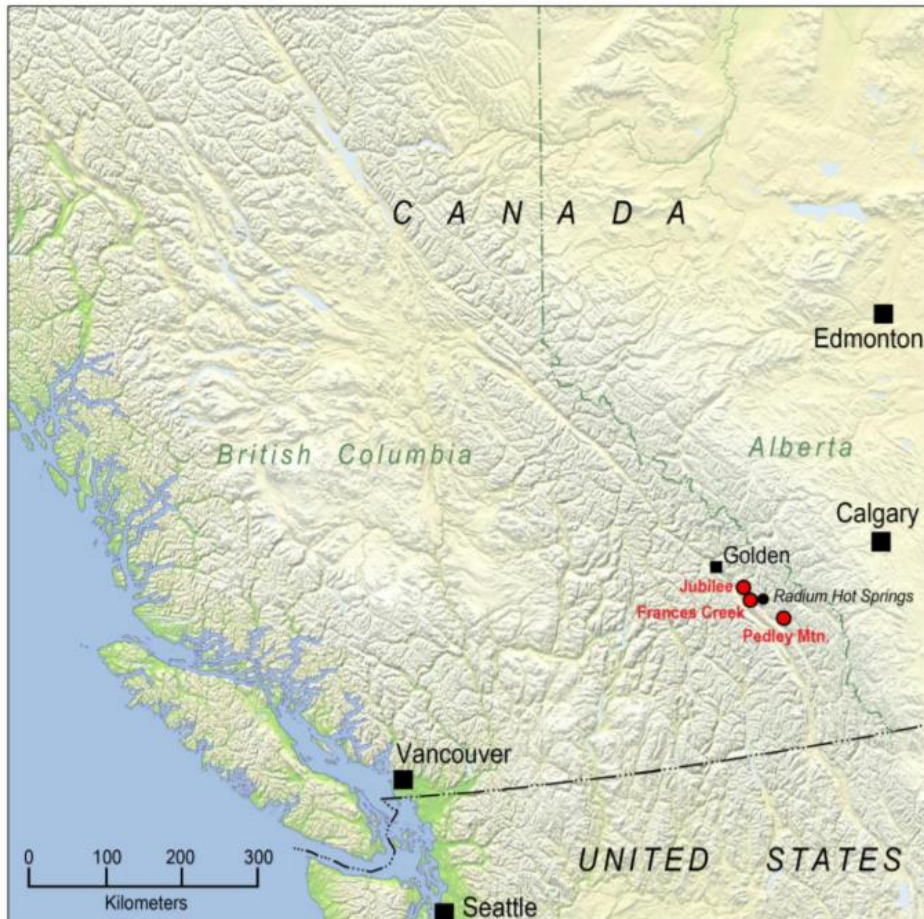 C A N A D A
Edmonton
British Columbia
Alberta
Calgary
Golden
Jubilee
Radium Hot Springs
Frances Creek
Pedley Mtn.
Vancouver
0 100 200 300
Kilometers
UNITED STATES
Seattle